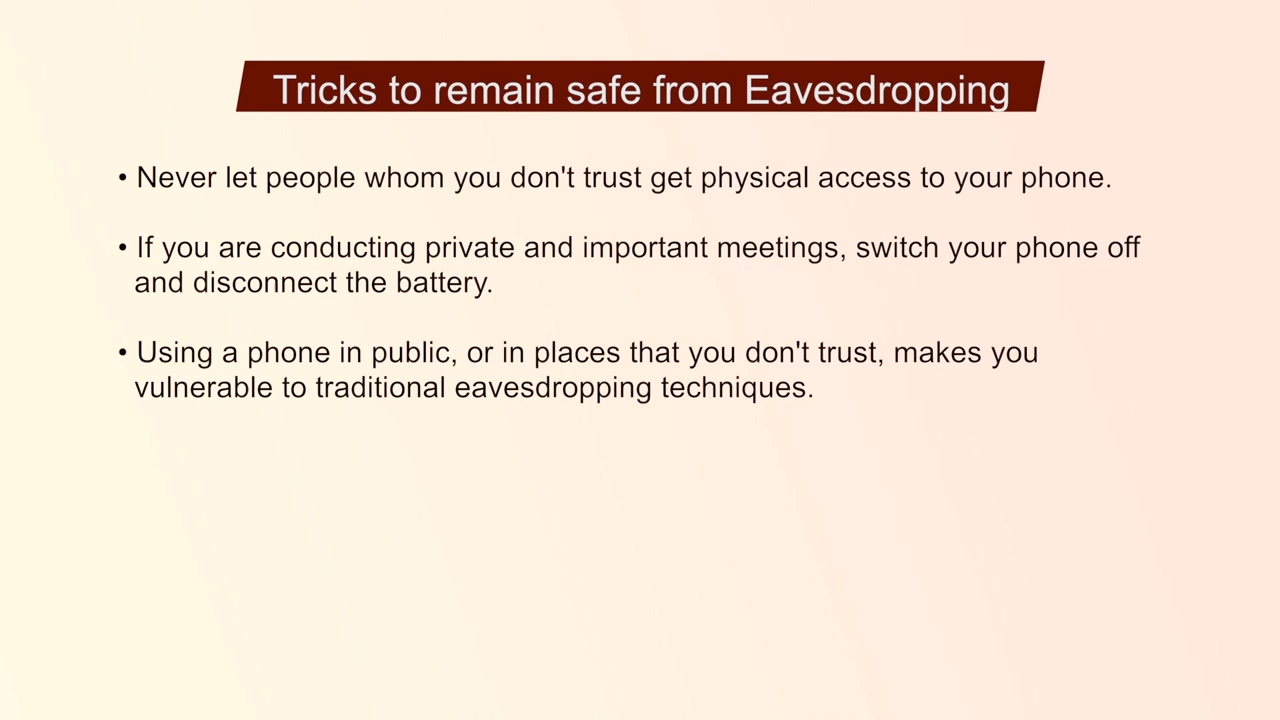 Tricks to remain safe from Eavesdropping
• Never let people whom you don't trust get physical access to your phone.
• If you are conducting private and important meetings, switch your phone off
and disconnect the battery.
• Using a phone in public, or in places that you don't trust, makes you
vulnerable to traditional eavesdropping techniques.